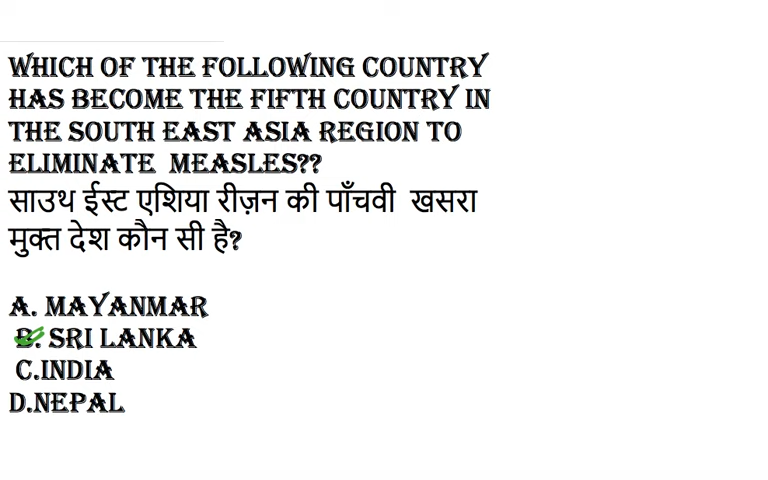 WHICH OF THE FOLLOWING COUNTRY
HAS BECOME THE FIFTH COUNTRY IN
THE SOUTH EAST ASIA REGION TO
ELIMINATE MEASLES??
साउथ ईस्ट एशिया रीज़न की पाँचवी खसरा
मुक्त देश कौन सी है?
A. MAYANMAR
B. SRI LANKA
C.INDIA
D.NEPAL